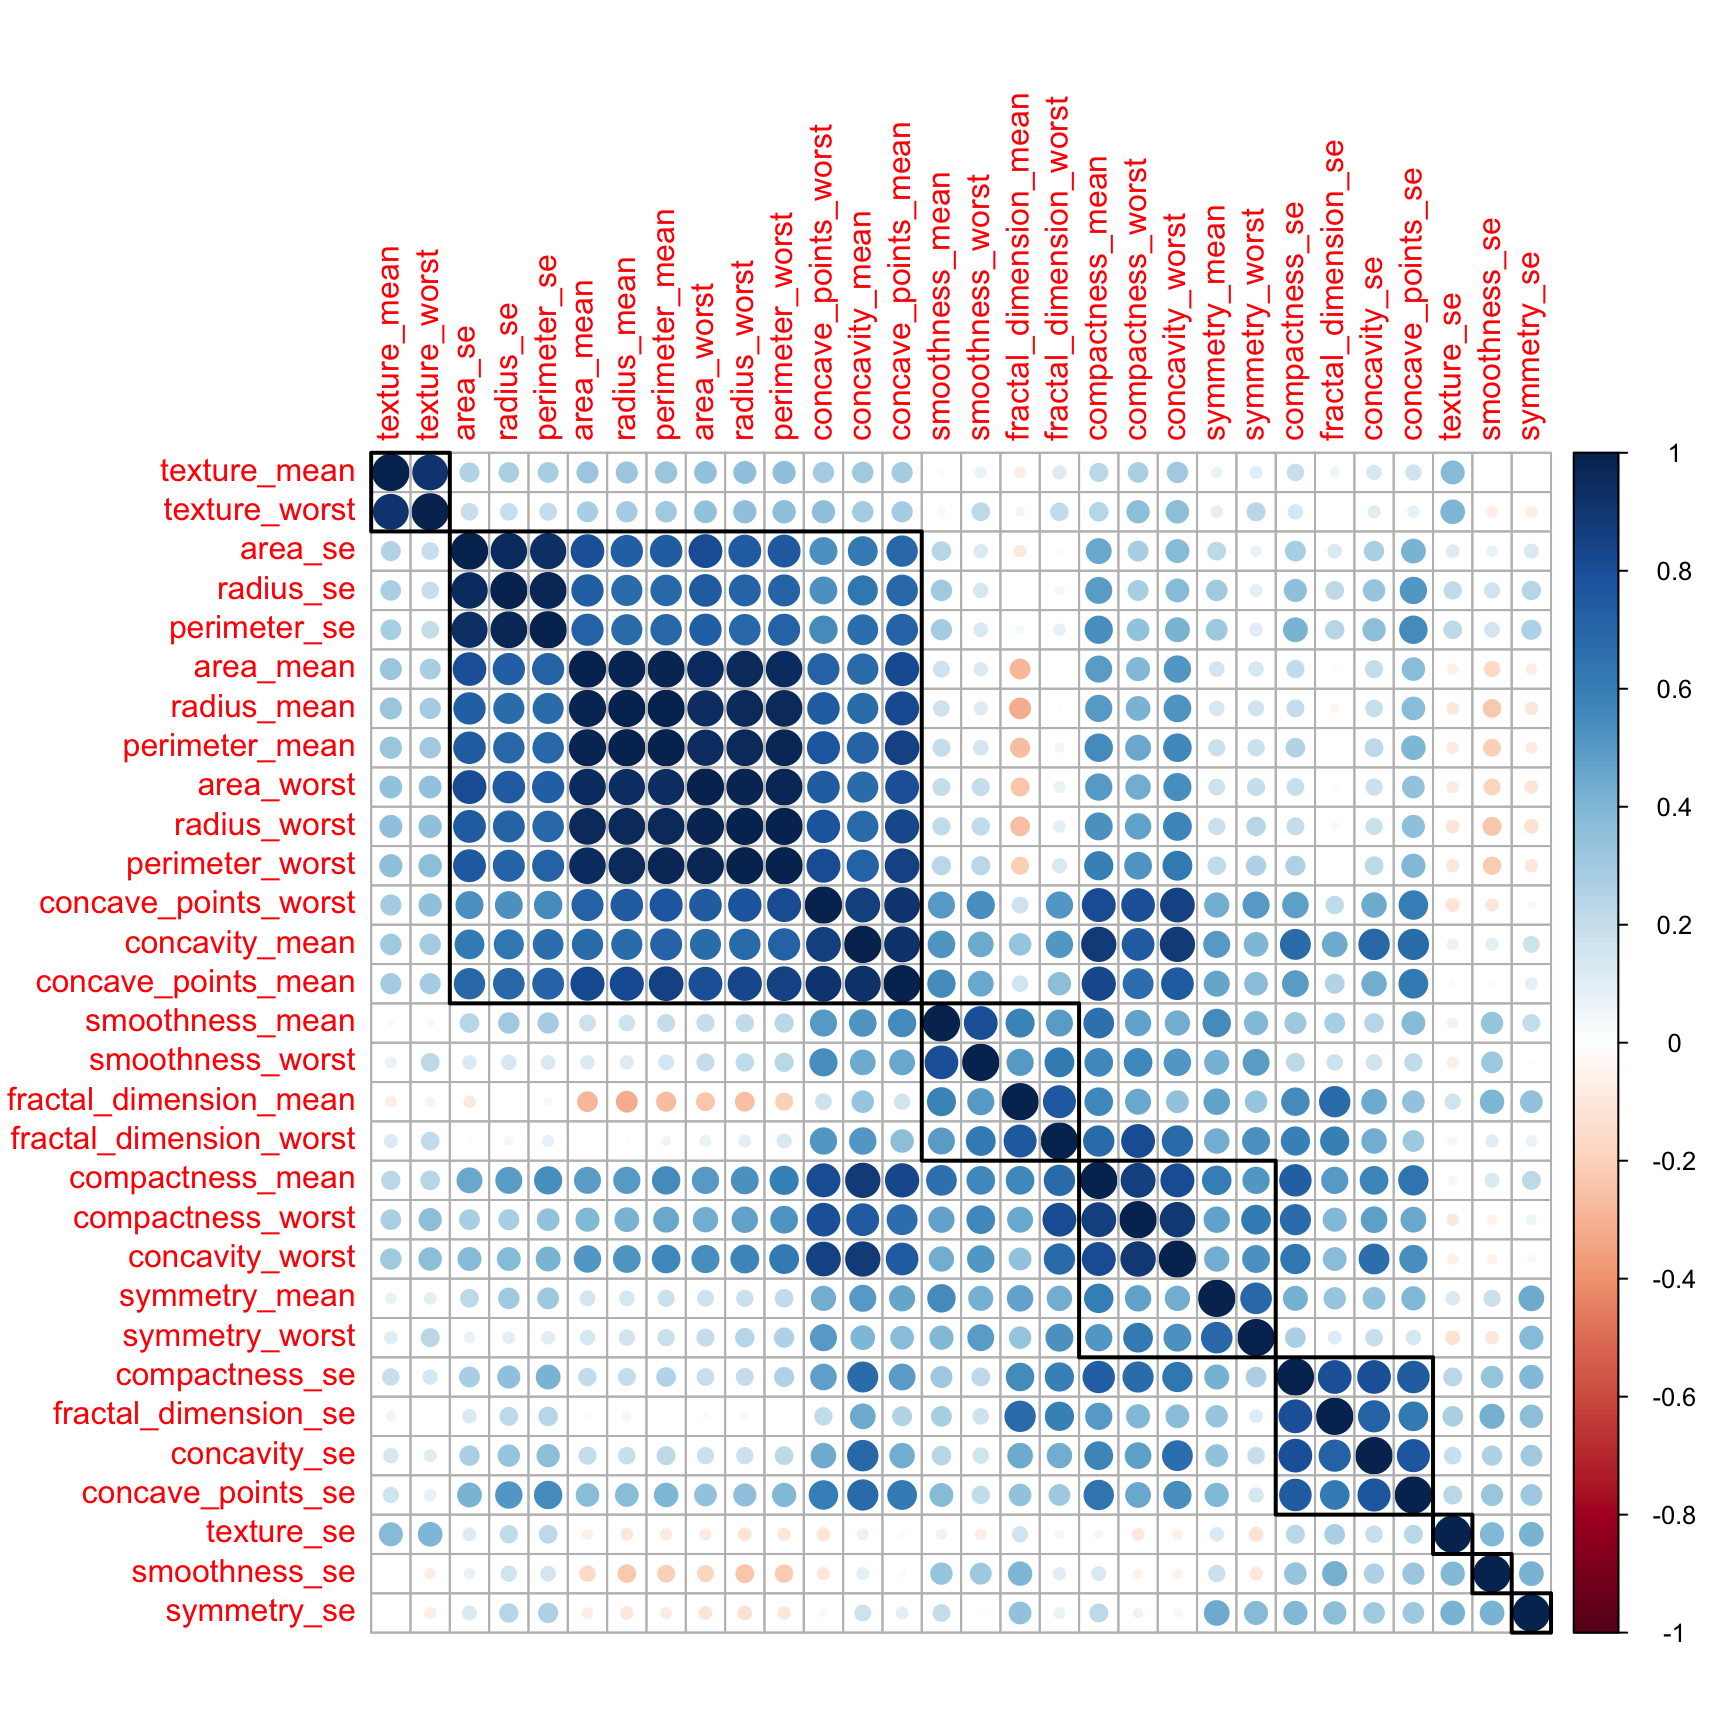 texture_mean
texture_worst
area_se
radius_se
perimeter_se
area_mean
radius_mean
perimeter_mean
area_worst
radius_worst
perimeter_worst
concave_points_worst
concavity_mean
concave_points_mean
smoothness_mean
smoothness_worst
fractal_dimension_mean
fractal_dimension_worst
compactness_mean
compactness_worst
concavity_worst
symmetry_mean
symmetry_worst
compactness_se
fractal_dimension_se
concavity_se
concave_points_se
texture_se
smoothness_se
symmetry_se
texture_mean
texture_worst
area_se
radius_se
perimeter_se
area_mean
radius_mean
perimeter_mean
area_worst
radius_worst
perimeter_worst
concave_points_worst
concavity_mean
concave_points_mean
smoothness_mean
smoothness_worst
fractal_dimension_mean
fractal_dimension_worst
compactness_mean
compactness_worst
concavity_worst
symmetry_mean
symmetry_worst
compactness_se
fractal_dimension_se
concavity_se
concave_points_se
texture_se
smoothness_se
symmetry_se
1
0.8
0.6
0.4
0.2
0
-0.2
-0.4
-0.6
-0.8
-1